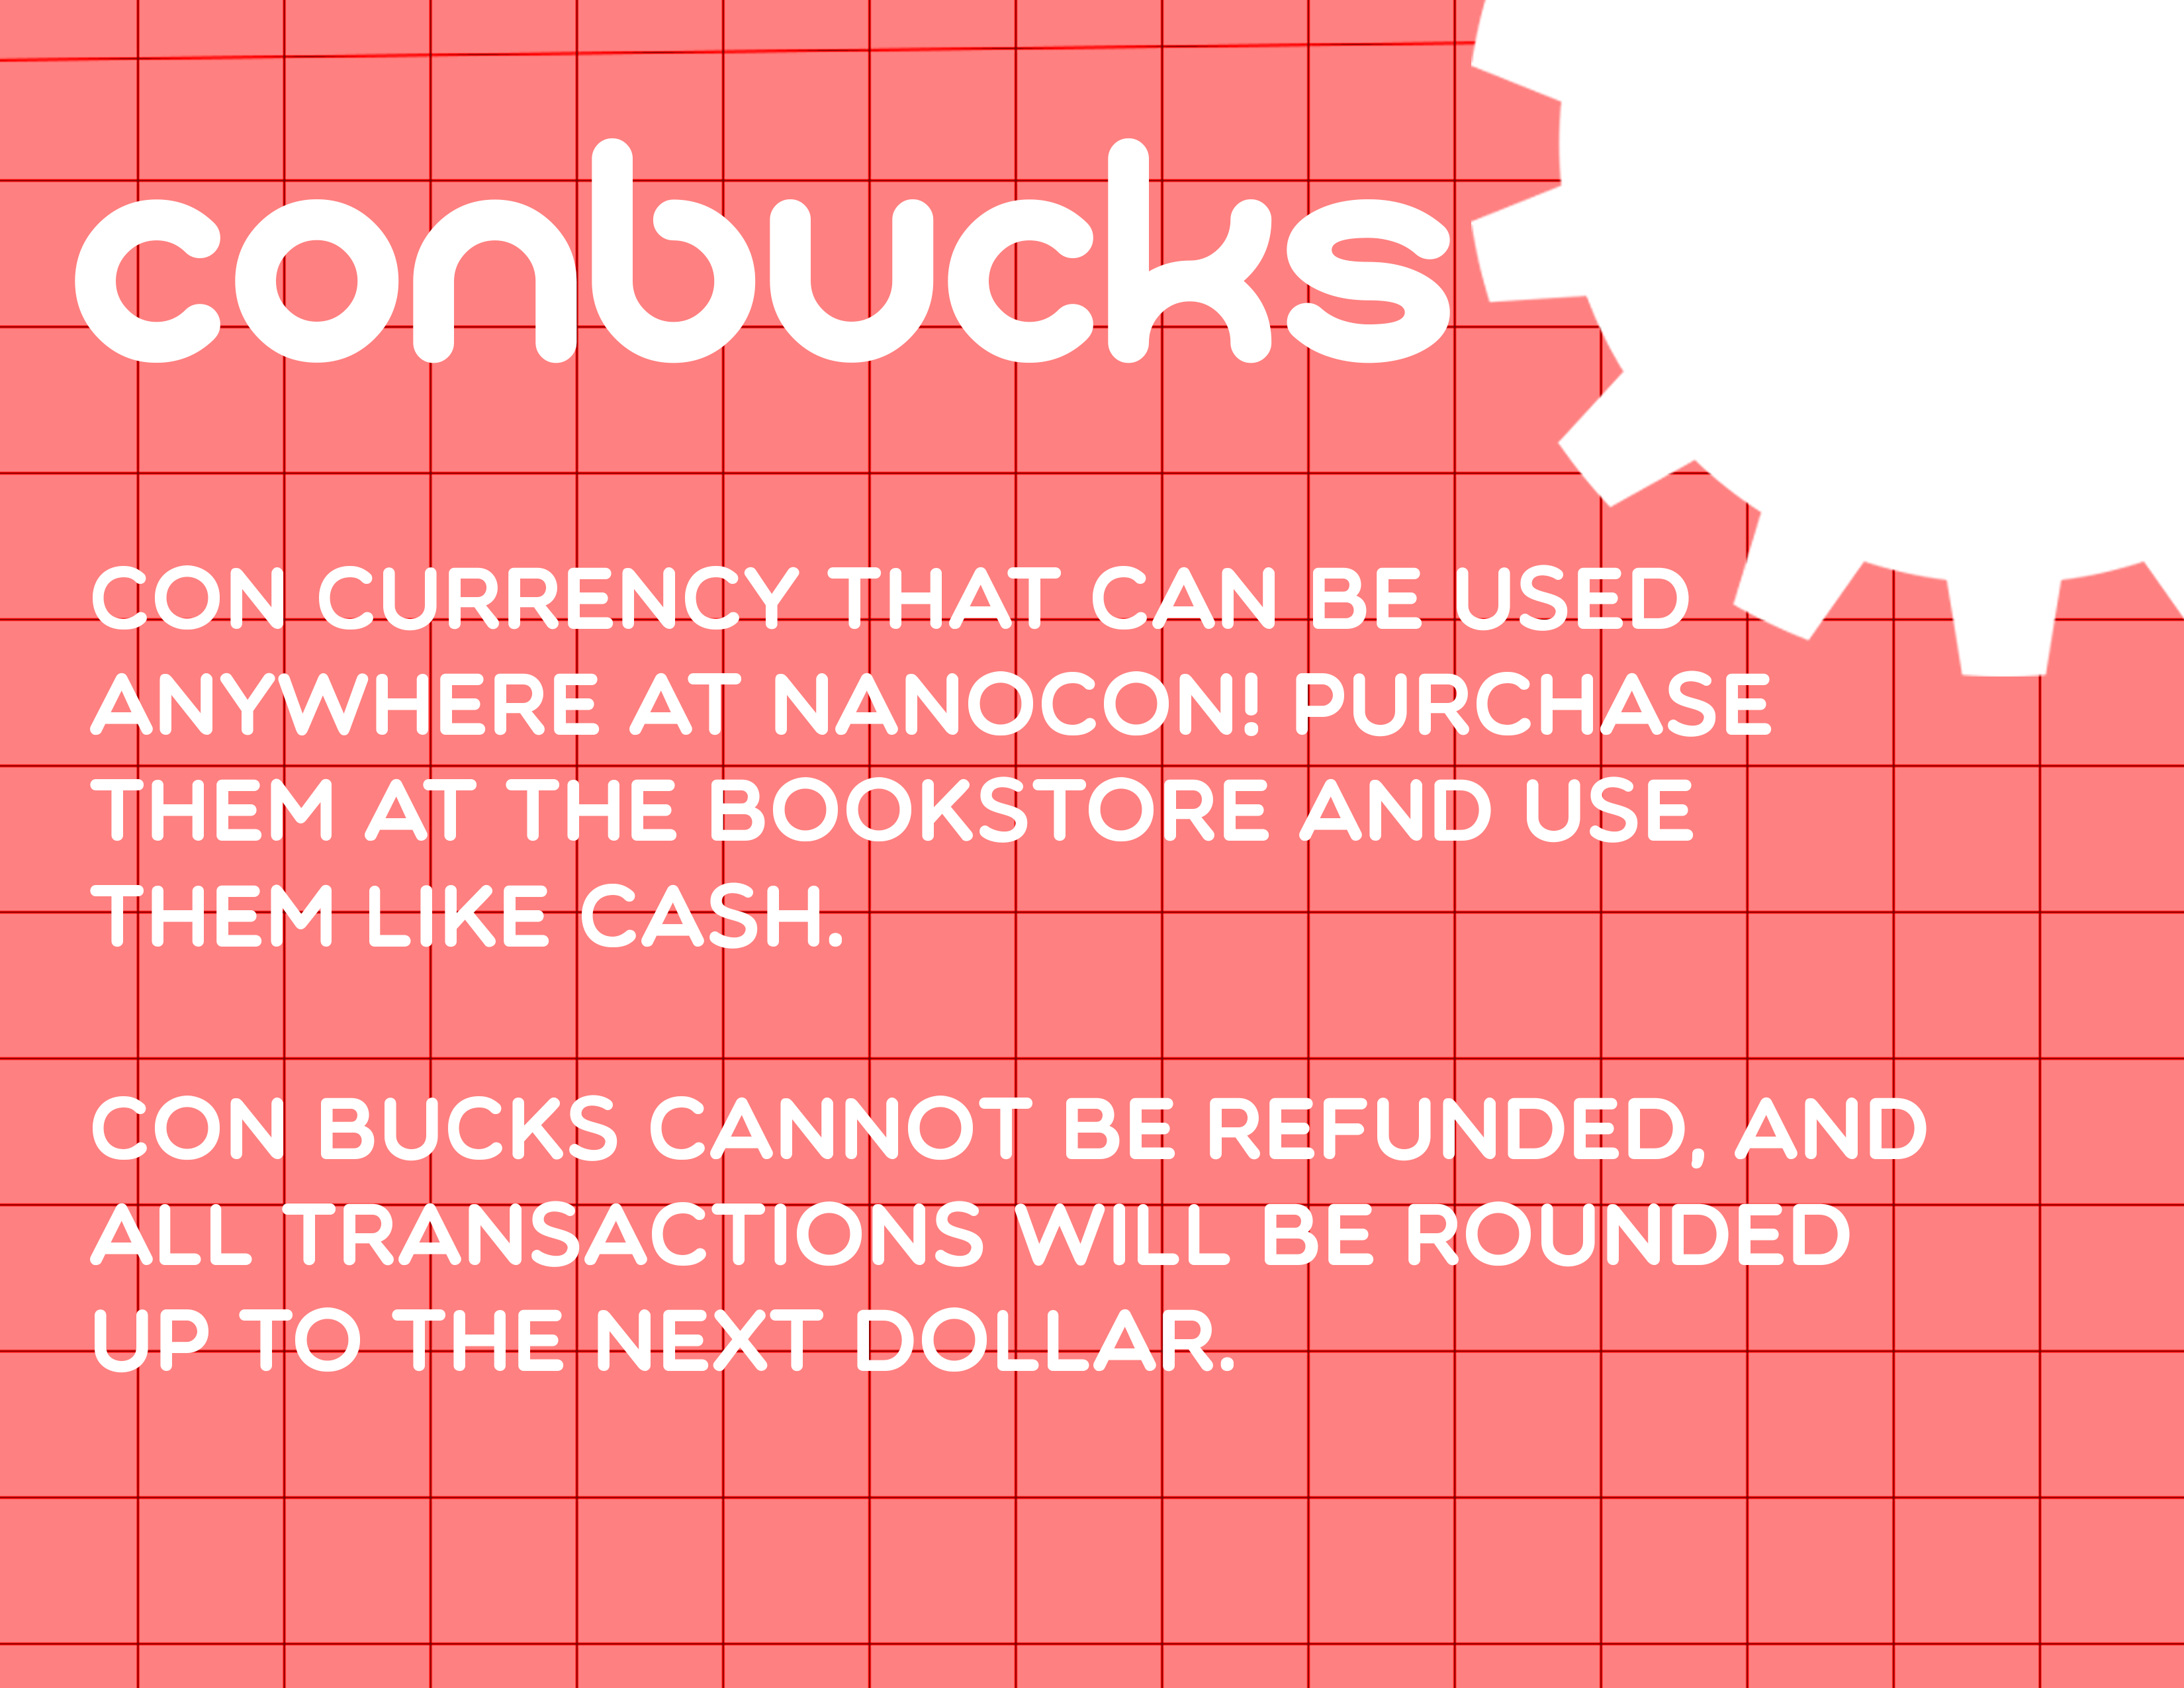 conbucks
CON CURRENCY THAT CAN BE USED
ANYWHERE AT NANOCON! PURCHASE
THEM AT THE BOOKSTORE AND USE
THEM LIKE CASH.
CON BUCKS CANNOT BE REFUNDED, AND
ALL TRANSACTIONS WILL BE ROUNDED
UP TO THE NEXT DOLLAR.